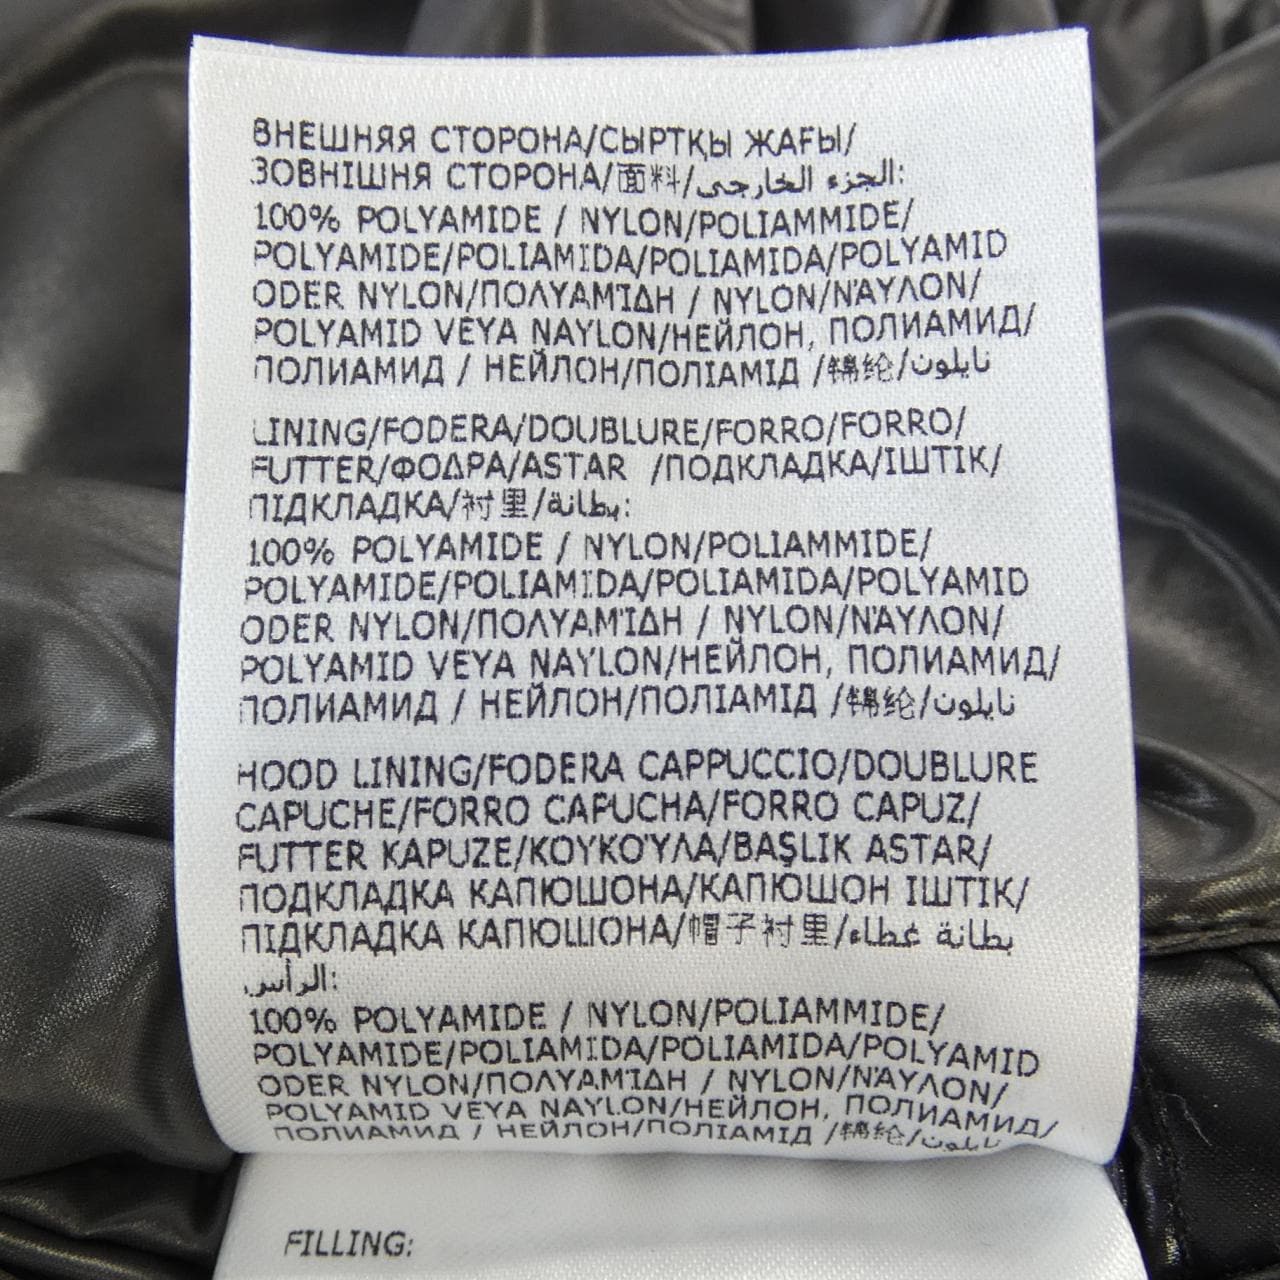 ВНЕШНЯЯ СТОРОНА/СЫРТҚЫ ЖАҒЫ/
ЗОВНІШНЯ СТОРОНА/面料/الجزء الخارجي:
100% POLYAMIDE / NYLON/POLIAMMIDE/
POLYAMIDE/POLIAMIDA/POLIAMIDA/POLYAMID
ODER NYLON/ΠΟΛΥΑΜΊΔΗ / NYLON/ΝΆΥΛΟΝ/
POLYAMID VEYA NAYLON/НЕЙЛОН, ПОЛИАМИД/
ПОЛИАМИД / НЕЙЛОН/ПОЛІАМІД /锦纶/نايلون
LINING/FODERA/DOUBLURE/FORRO/FORRO/
FUTTER/ΦΟΔΡΑ/ASTAR /ПОДКЛАДКА/ІШТІК/
ПІДКЛАДКА/衬里/بطانة:
100% POLYAMIDE / NYLON/POLIAMMIDE/
POLYAMIDE/POLIAMIDA/POLIAMIDA/POLYAMID
ODER NYLON/ΠΟΛΥΑΜΊΔΗ / NYLON/ΝΆΥΛΟΝ/
POLYAMID VEYA NAYLON/НЕЙЛОН, ПОЛИАМИД/
ПОЛИАМИД / НЕЙЛОН/ПОЛІАМІД /锦纶/نايلون
HOOD LINING/FODERA CAPPUCCIO/DOUBLURE
CAPUCHE/FORRO CAPUCHA/FORRO CAPUZ/
FUTTER KAPUZE/ΚΟΥΚΟΎΛΑ/BAŞLIK ASTAR/
ПОДКЛАДКА КАПЮШОНА/КАПЮШОН ІШТІК/
ПІДКЛАДКА КАПЮШОНА/帽子衬里/بطانة غطاء
الرأس:
100% POLYAMIDE / NYLON/POLIAMMIDE/
POLYAMIDE/POLIAMIDA/POLIAMIDA/POLYAMID
ODER NYLON/ΠΟΛΥΑΜΊΔΗ / NYLON/ΝΆΥΛΟΝ/
POLYAMID VEYA NAYLON/НЕЙЛОН, ПОЛИАМИД/
ПОЛИАМИД / НЕЙЛОН/ПОЛІАМІД /锦纶/نايلون
FILLING: